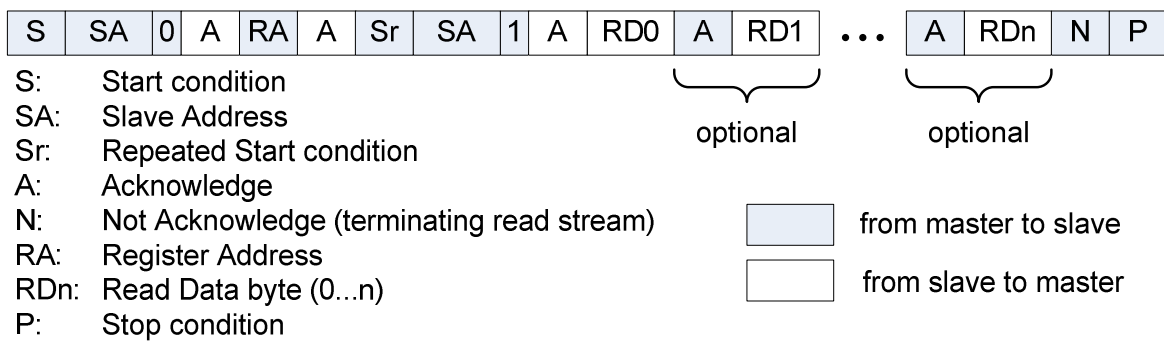 S SA 0 A RA A Sr SA 1 A RD0 A RD1 ... A RDn N P
optional optional
S: Start condition
SA: Slave Address
Sr: Repeated Start condition
A: Acknowledge
N: Not Acknowledge (terminating read stream)
RA: Register Address
RDn: Read Data byte (0...n)
P: Stop condition
from master to slave
from slave to master